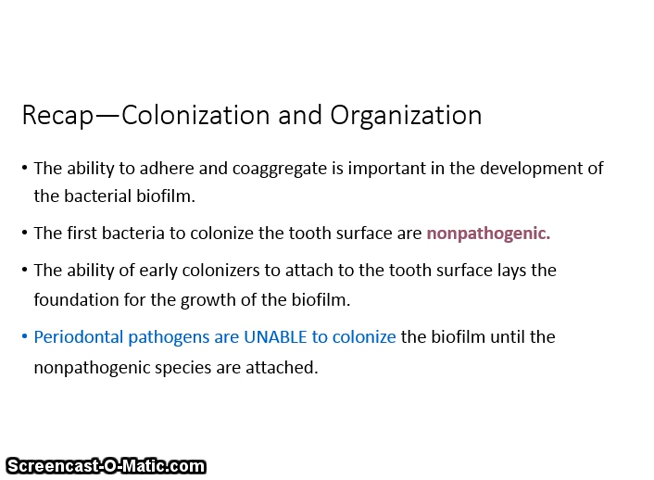 Recap—Colonization and Organization
• The ability to adhere and coaggregate is important in the development of
the bacterial biofilm.
• The first bacteria to colonize the tooth surface are nonpathogenic.
• The ability of early colonizers to attach to the tooth surface lays the
foundation for the growth of the biofilm.
• Periodontal pathogens are UNABLE to colonize the biofilm until the
nonpathogenic species are attached.
Screencast-O-Matic.com